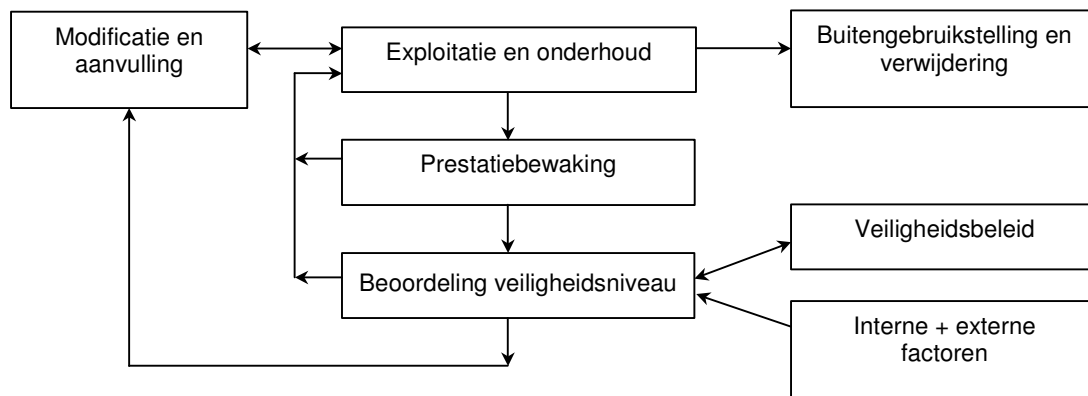 Modificatie en
aanvulling
Exploitatie en onderhoud
Buitengebruikstelling en
verwijdering
Prestatiebewaking
Veiligheidsbeleid
Beoordeling veiligheidsniveau
Interne + externe
factoren